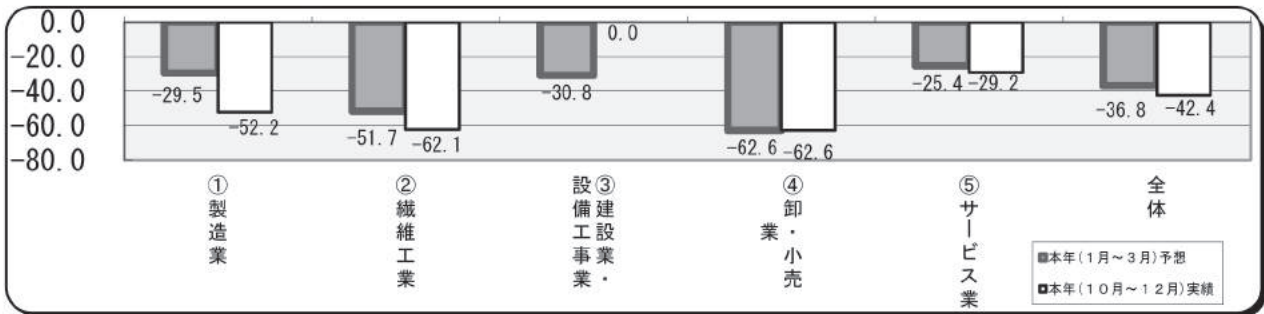 0.0
-20.0
-40.0
-60.0
-80.0
-29.5
-52.2
-51.7
-62.1
-30.8
0.0
-62.6
-62.6
-25.4
-29.2
-36.8
-42.4
①製造業
②繊維工業
③建設業・
設備工事業
④卸・小売
業
⑤サービス業
全体
本年(1月～3月)予想
本年(10月～12月)実績